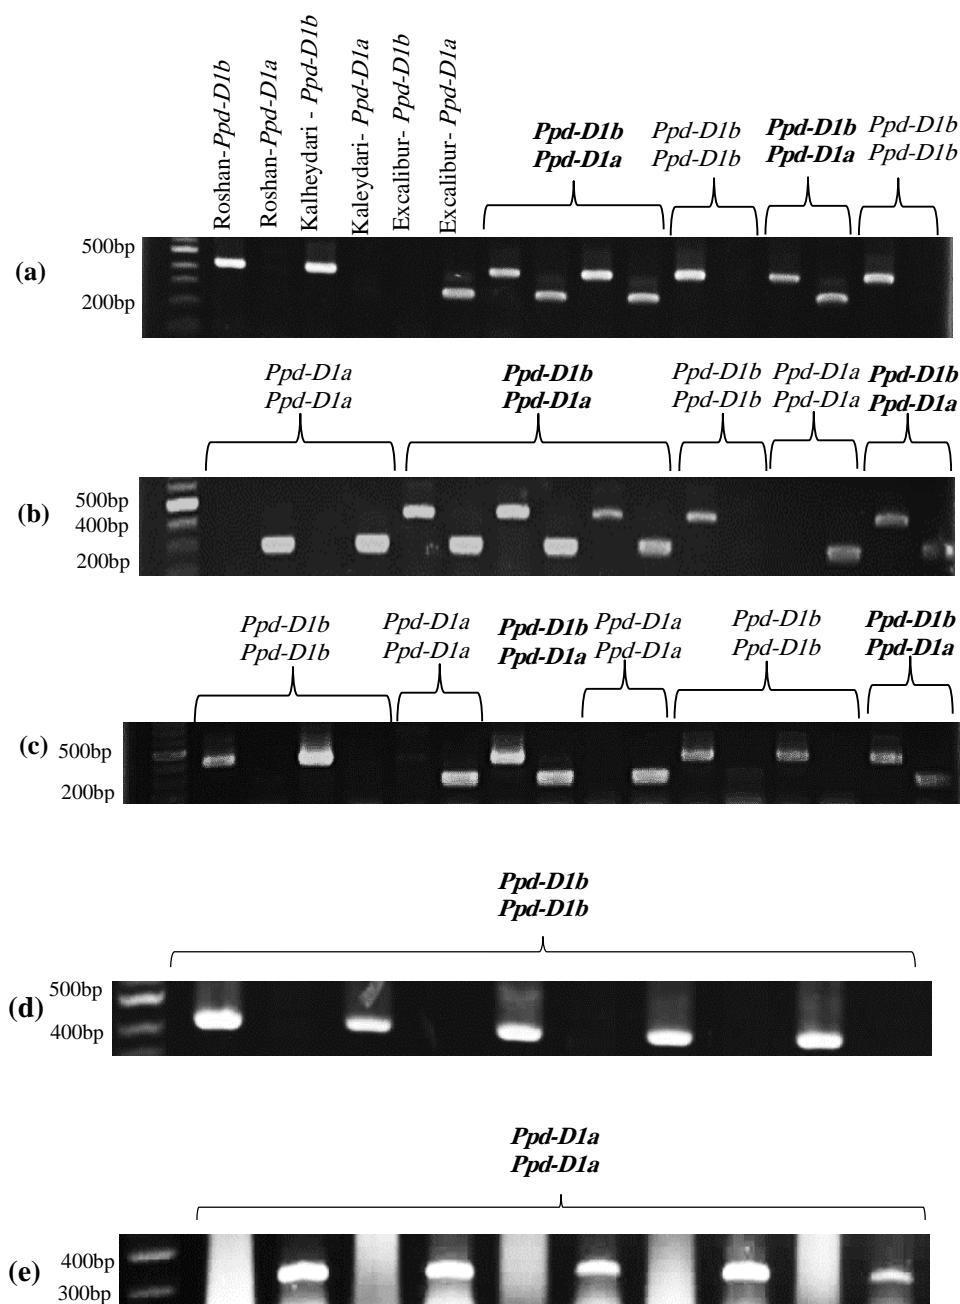 Roshan-Ppd-D1b
Roshan-Ppd-D1a
Kalheydari - Ppd-D1b
Kaleydari- Ppd-D1a
Excalibur- Ppd-D1b
Excalibur- Ppd-D1a
Ppd-D1b Ppd-D1b Ppd-D1b Ppd-D1b
Ppd-D1a Ppd-D1b Ppd-D1a Ppd-D1b
500bp
(a)
200bp
Ppd-D1a Ppd-D1b Ppd-D1b Ppd-D1a Ppd-D1b
Ppd-D1a Ppd-D1a Ppd-D1b Ppd-D1a Ppd-D1a
500bp
(b)
400bp
200bp
Ppd-D1b Ppd-D1a Ppd-D1b Ppd-D1a Ppd-D1b Ppd-D1b
Ppd-D1b Ppd-D1a Ppd-D1a Ppd-D1a Ppd-D1b Ppd-D1a
(c)
500bp
200bp
Ppd-D1b
Ppd-D1b
500bp
(d)
400bp
Ppd-D1a
Ppd-D1a
400bp
(e)
300bp